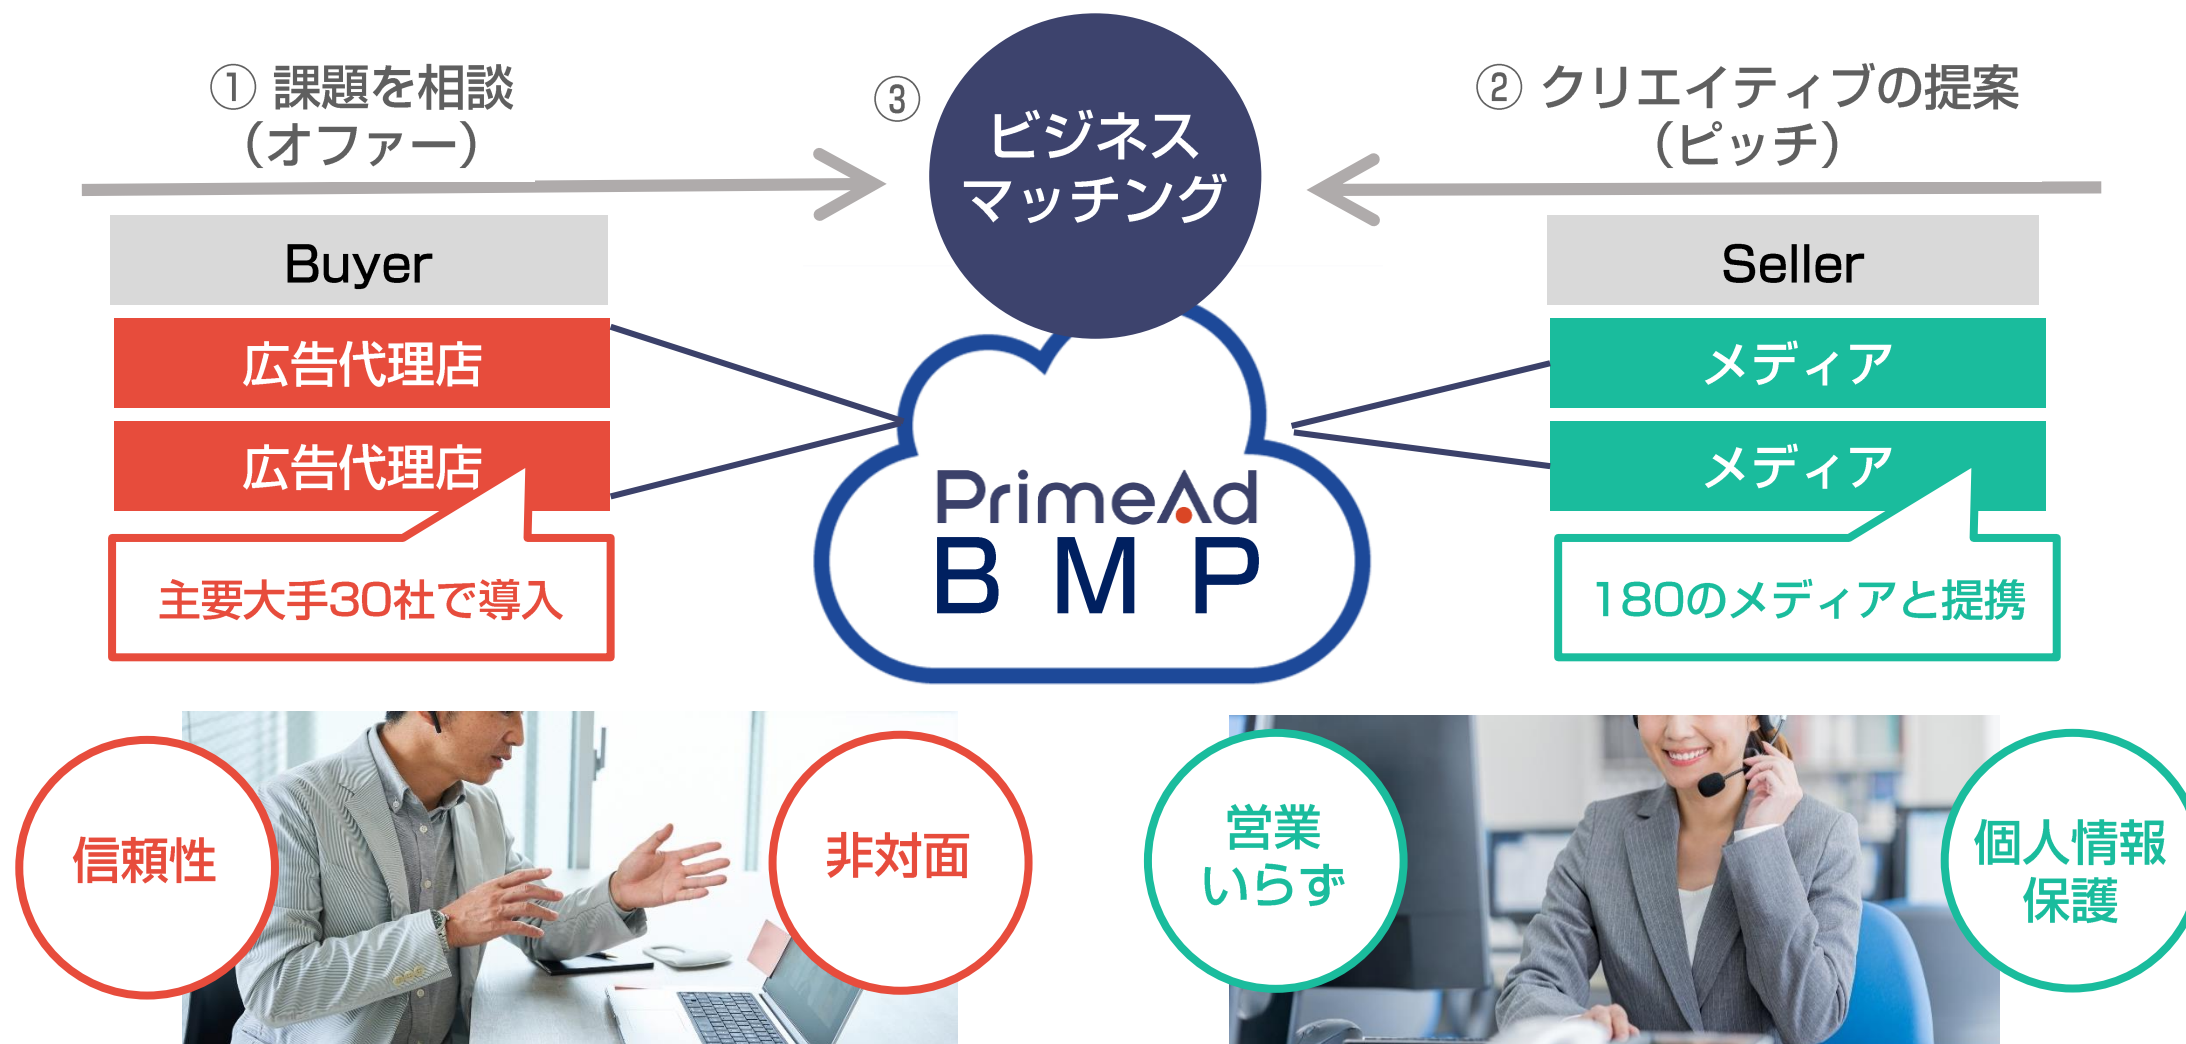 ① 課題を相談
（オファー）
③
ビジネス
マッチング
② クリエイティブの提案
（ピッチ）
Buyer
広告代理店
広告代理店
主要大手30社で導入
PrimeAd
BMP
Seller
メディア
メディア
180のメディアと提携
信頼性
非対面
営業
いらず
個人情報
保護